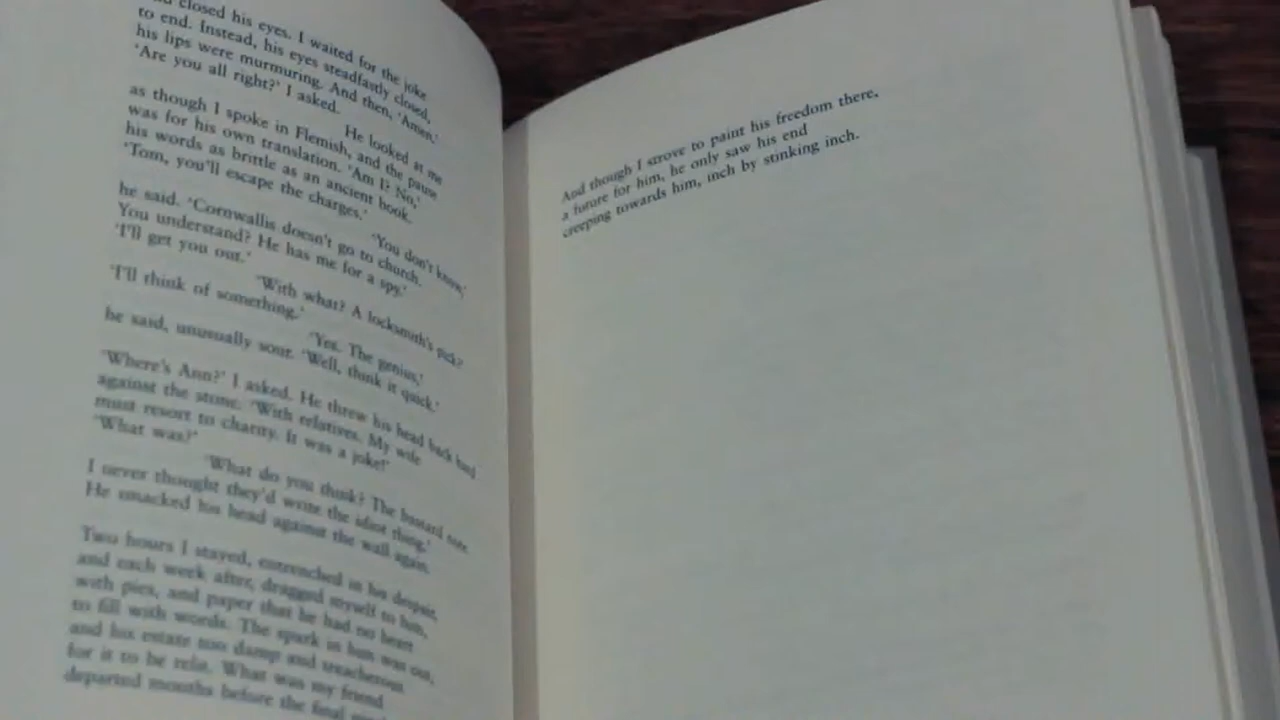 closed his eyes. I waited for the joke
to end. Instead, his eyes steadfastly closed,
his lips were murmuring. And then, 'Amen.'
'Are you all right?' I asked.
He looked at me
as though I spoke in Flemish, and the pause
was for his own translation. 'Am I? No,'
his words as brittle as an ancient book.
'Tom, you'll escape the charges.'
'You don't know,'
he said. 'Cornwallis doesn't go to church.
You understand? He has me for a spy.'
'I'll get you out.'
'With what? A locksmith's pick?'
'I'll think of something.'
'Yes. The genius,'
he said, unusually sour. 'Well, think it quick.'
'Where's Ann?' I asked. He threw his head back hard
against the stone. 'With relatives. My wife
must resort to charity. It was a joke!'
'What was?'
'What do you think? The bastard note.
I never thought they'd write the idiot thing.'
He smacked his head against the wall again.
Two hours I stayed, entrenched in his despair,
and each week after, dragged myself to him,
with pies, and paper that he had no heart
to fill with words. The spark in him was out,
and his estate too damp and treacherous
for it to be relit. What was my friend
departed months before the final
And though I strove to paint his freedom there,
a future for him, he only saw his end
creeping towards him, inch by stinking inch.